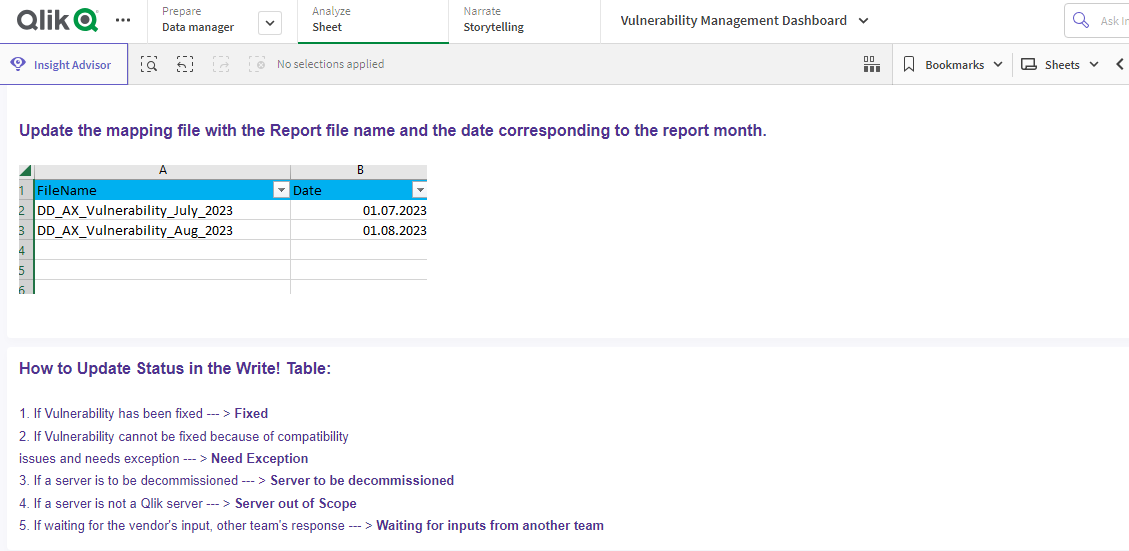 Qlik
Prepare
Data manager
Analyze
Sheet
Narrate
Storytelling
Vulnerability Management Dashboard
Ask In
Insight Advisor
No selections applied
Bookmarks
Sheets
Update the mapping file with the Report file name and the date corresponding to the report month.
A B
1 FileName Date
2 DD_AX_Vulnerability_July_2023 01.07.2023
3 DD_AX_Vulnerability_Aug_2023 01.08.2023
4
5
6
How to Update Status in the Write! Table:
1. If Vulnerability has been fixed --- > Fixed
2. If Vulnerability cannot be fixed because of compatibility
issues and needs exception --- > Need Exception
3. If a server is to be decommissioned --- > Server to be decommissioned
4. If a server is not a Qlik server --- > Server out of Scope
5. If waiting for the vendor's input, other team's response --- > Waiting for inputs from another team